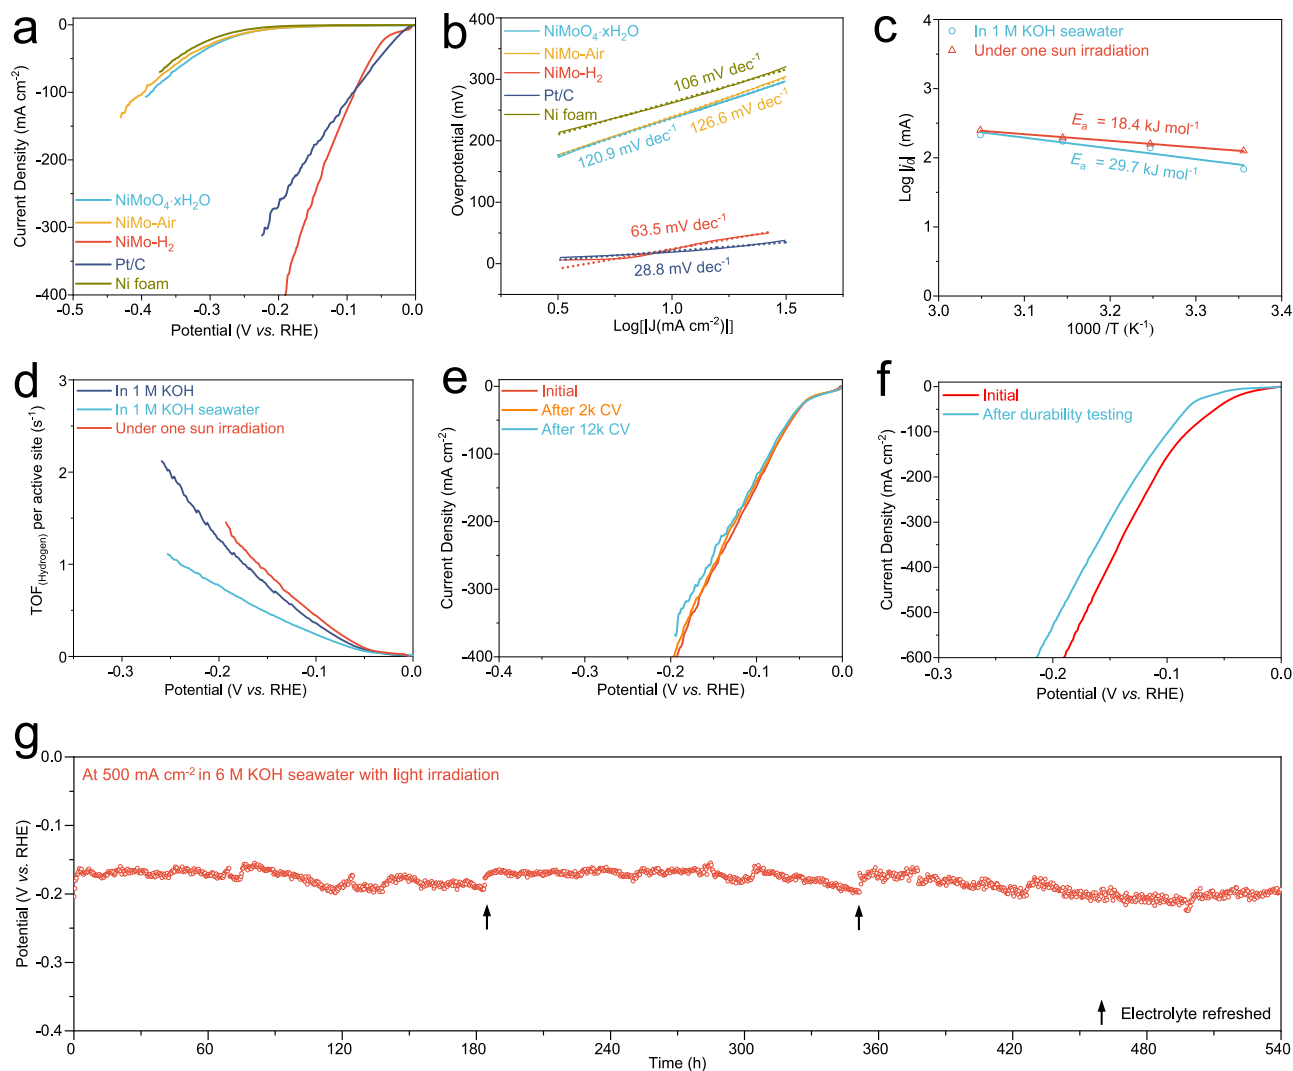 a
0
-100
-200
-300
-400
-0.5
-0.4
-0.3
-0.2
-0.1
0.0
Current Density (mA cm⁻²)
Potential (V vs. RHE)
NiMoO₄·xH₂O
NiMo-Air
NiMo-H₂
Pt/C
Ni foam
b
NiMoO₄·xH₂O
NiMo-Air
NiMo-H₂
Pt/C
Ni foam
400
300
200
100
0
0.5
1.0
1.5
Overpotential (mV)
Log[|J(mA cm⁻²)|]
106 mV dec⁻¹
126.6 mV dec⁻¹
120.9 mV dec⁻¹
63.5 mV dec⁻¹
28.8 mV dec⁻¹
c
In 1 M KOH seawater
Under one sun irradiation
4
3
2
1
0
3.0
3.1
3.2
3.3
3.4
1000 /T (K⁻¹)
Eₐ = 18.4 kJ mol⁻¹
Eₐ = 29.7 kJ mol⁻¹
d
In 1 M KOH
In 1 M KOH seawater
Under one sun irradiation
3
2
1
0
-0.3
-0.2
-0.1
0.0
TOF(Hydrogen) per active site (s⁻¹)
Potential (V vs. RHE)
e
Initial
After 2k CV
After 12k CV
0
-100
-200
-300
-400
-0.4
-0.3
-0.2
-0.1
0.0
Current Density (mA cm⁻²)
Potential (V vs. RHE)
f
Initial
After durability testing
0
-100
-200
-300
-400
-500
-600
-0.3
-0.2
-0.1
0.0
Current Density (mA cm⁻²)
Potential (V vs. RHE)
g
At 500 mA cm⁻² in 6 M KOH seawater with light irradiation
0.0
-0.1
-0.2
-0.3
-0.4
0
60
120
180
240
300
360
420
480
540
Potential (V vs. RHE)
Time (h)
Electrolyte refreshed